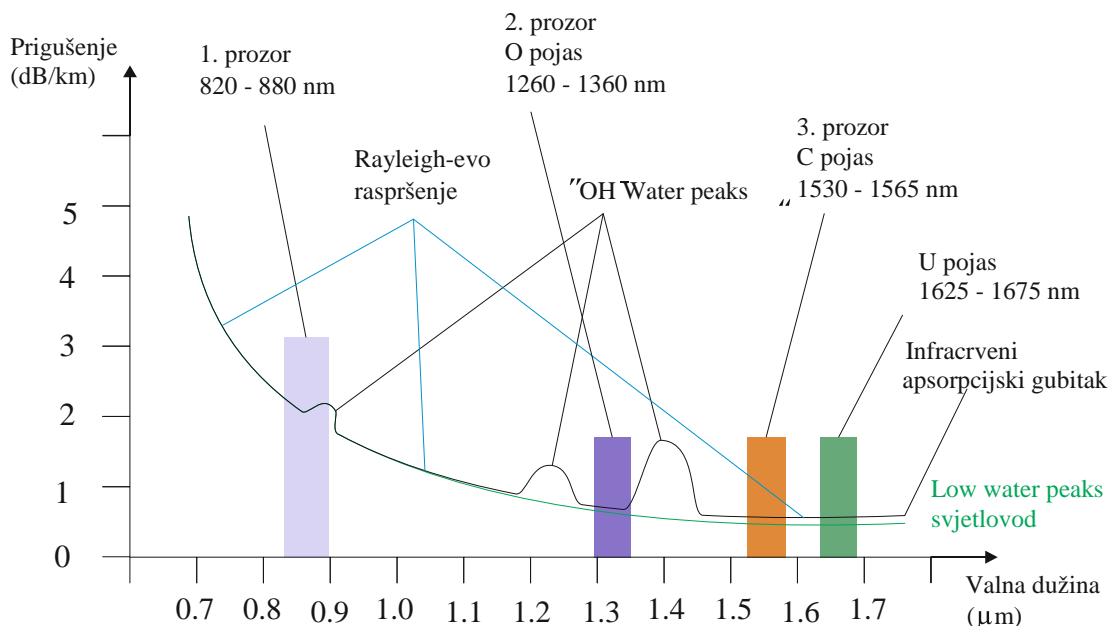 Prigušenje
(dB/km)
1. prozor
820 - 880 nm
2. prozor
O pojas
1260 - 1360 nm
3. prozor
C pojas
1530 - 1565 nm
Rayleigh-evo
raspršenje
"OH⁻Water peaks"
U pojas
1625 - 1675 nm
Infracrveni
apsorpcijski gubitak
Low water peaks
svjetlovod
5
4
3
2
1
0
0.7 0.8 0.9 1.0 1.1 1.2 1.3 1.4 1.5 1.6 1.7
Valna dužina
(μm)